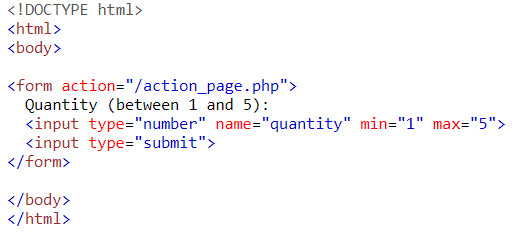 <!DOCTYPE html>
<html>
<body>
<form action="/action_page.php">
Quantity (between 1 and 5):
<input type="number" name="quantity" min="1" max="5">
<input type="submit">
</form>
</body>
</html>